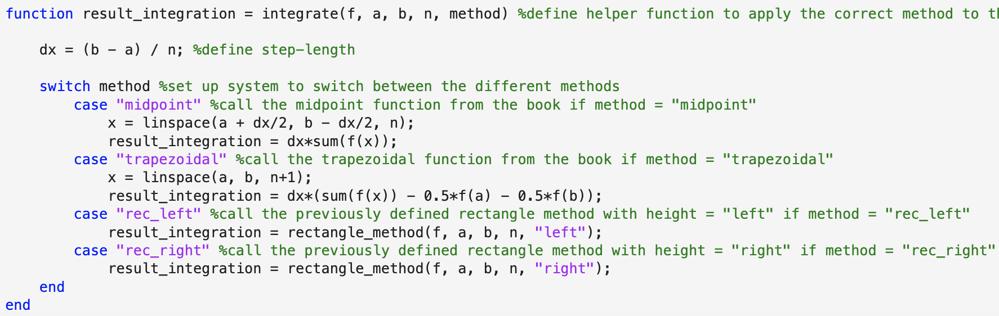 function result_integration = integrate(f, a, b, n, method) %define helper function to apply the correct method to
dx = (b - a) / n; %define step-length
switch method %set up system to switch between the different methods
case "midpoint" %call the midpoint function from the book if method = "midpoint"
x = linspace(a + dx/2, b - dx/2, n);
result_integration = dx*sum(f(x));
case "trapezoidal" %call the trapezoidal function from the book if method = "trapezoidal"
x = linspace(a, b, n+1);
result_integration = dx*(sum(f(x)) - 0.5*f(a) - 0.5*f(b));
case "rec_left" %call the previously defined rectangle method with height = "left" if method = "rec_left"
result_integration = rectangle_method(f, a, b, n, "left");
case "rec_right" %call the previously defined rectangle method with height = "right" if method = "rec_right"
result_integration = rectangle_method(f, a, b, n, "right");
end
end